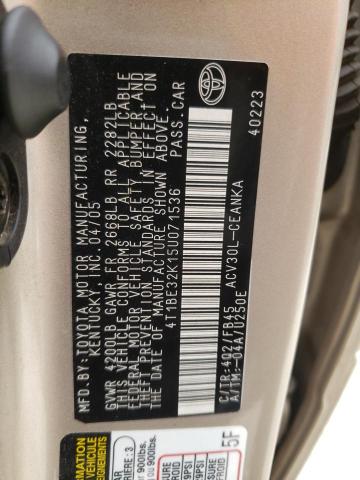 MFD.BY:TOYOTA MOTOR MANUFACTURING,
KENTUCKY, INC. 04/05
GVWR 4200LB GAWR FR 2668LB RR 2282LB
THIS VEHICLE CONFORMS TO ALL APPLICABLE
FEDERAL MOTOR VEHICLE SAFETY, BUMPER, AND
THEFT PREVENTION STANDARDS IN EFFECT ON
THE DATE OF MANUFACTURE SHOWN ABOVE.
4T1BE32K15U071536 PASS.CAR
C/TR:4Q2/FB45 ACV30L-CEANKA
A/TM:-04A/U250E
40223